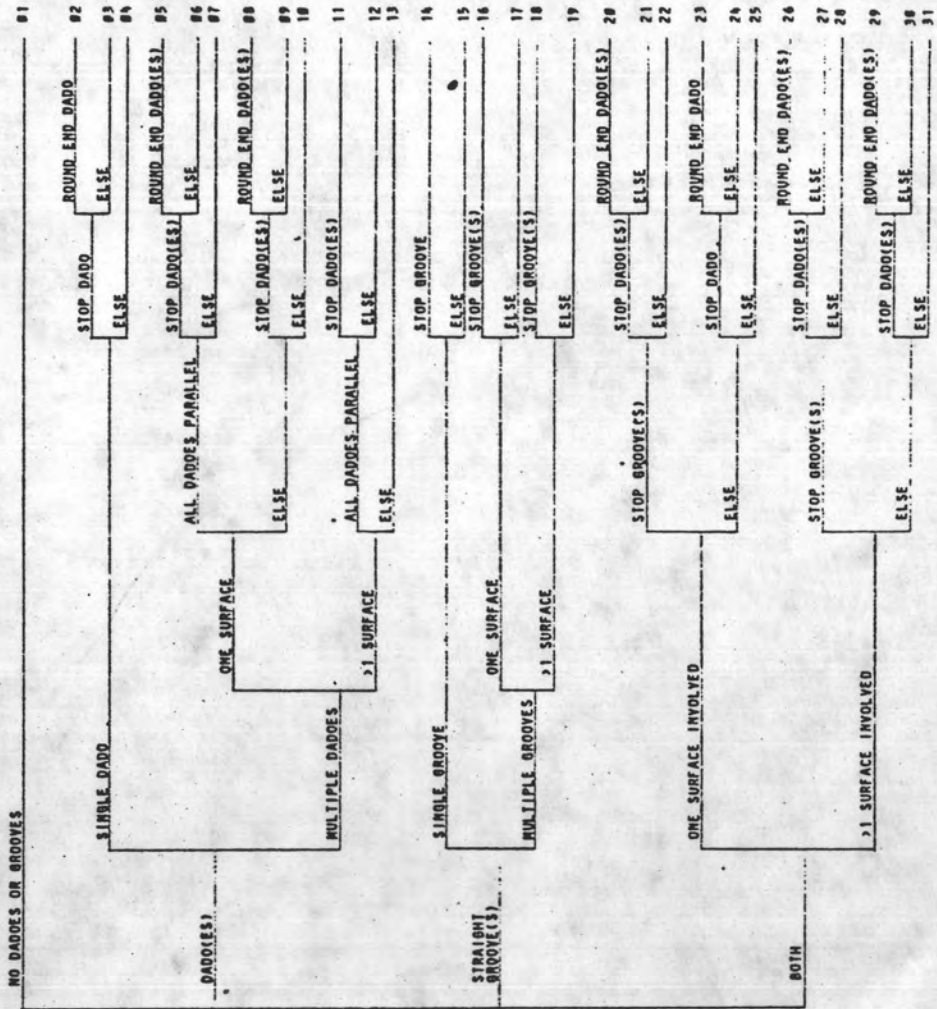 NO DADOES OR GROOVES 01
ROUND END DADO 02
STOP DADO
SINGLE DADO ELSE 03
ELSE 04
ROUND END DADO(ES) 05
STOP DADO(ES)
ALL DADOES PARALLEL ELSE 06
DADO(ES) ELSE 07
ONE SURFACE
ROUND END DADO(ES) 08
STOP DADO(ES)
ELSE ELSE 09
ELSE 10
MULTIPLE DADOES STOP DADO(ES) 11
ALL DADOES PARALLEL
>1 SURFACE ELSE 12
ELSE 13
STOP GROOVE 14
SINGLE GROOVE
ELSE 15
STRAIGHT STOP GROOVE(S) 16
GROOVE(S) ONE SURFACE ELSE 17
MULTIPLE GROOVES STOP GROOVE(S) 18
>1 SURFACE
ELSE 19
ROUND END DADO(ES) 20
STOP DADO(ES)
STOP GROOVE(S) ELSE 21
ELSE 22
ONE SURFACE INVOLVED ROUND END DADO 23
STOP DADO
ELSE ELSE 24
ELSE 25
ROUND END DADO(ES) 26
BOTH STOP DADO(ES)
STOP GROOVE(S) ELSE 27
ELSE 28
>1 SURFACE INVOLVED ROUND END DADO(ES) 29
STOP DADO(ES)
ELSE ELSE 30
ELSE 31